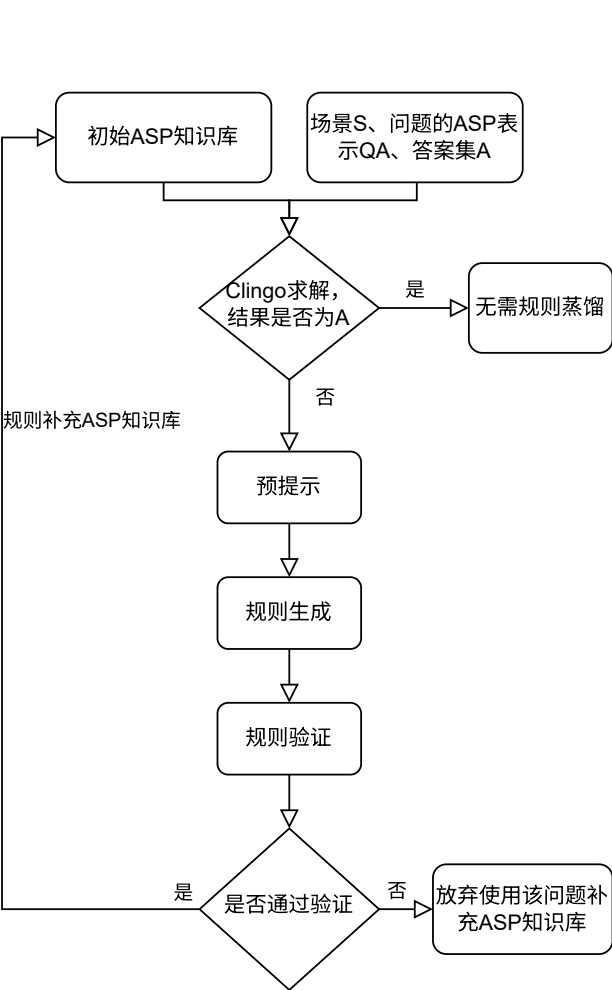 初始ASP知识库
场景S、问题的ASP表
示QA、答案集A
Clingo求解，
结果是否为A
是
无需规则蒸馏
否
规则补充ASP知识库
预提示
规则生成
规则验证
是
是否通过验证
否
放弃使用该问题补
充ASP知识库